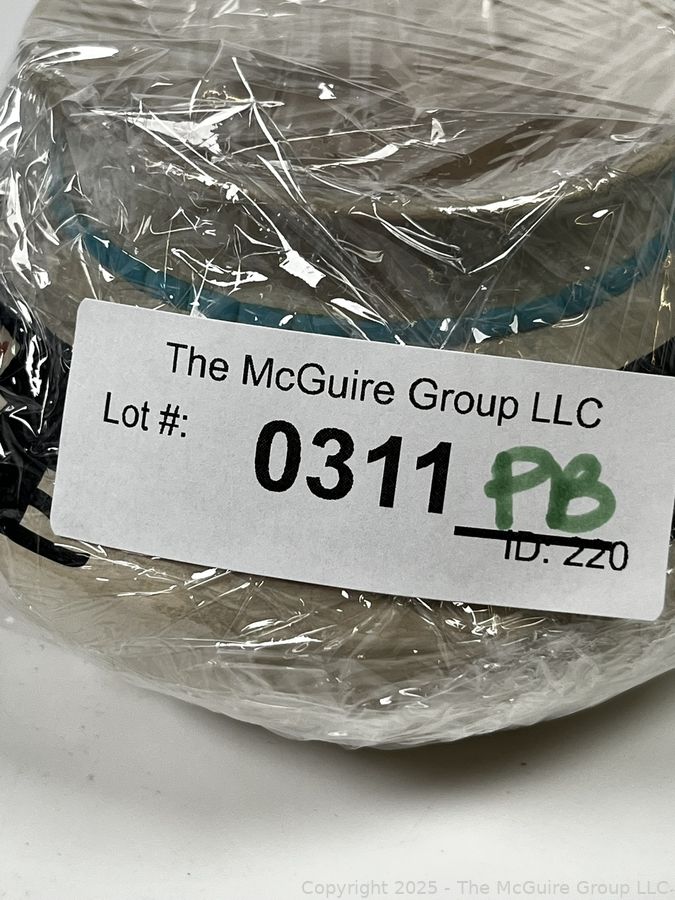 The McGuire Group LLC
Lot #:
0311 PB
ID: 220
Copyright 2025 - The McGuire Group LLC